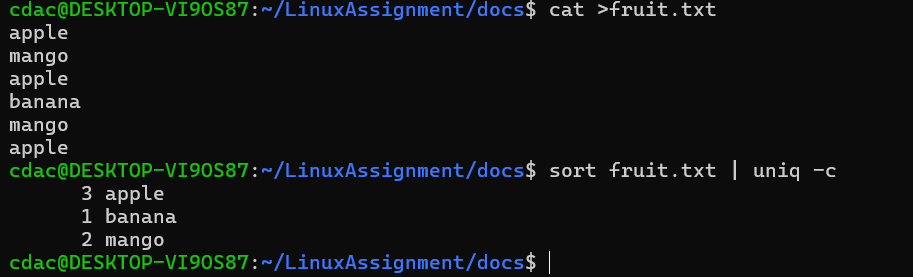 cdac@DESKTOP-VI9OS87:~/LinuxAssignment/docs$ cat >fruit.txt
apple
mango
apple
banana
mango
apple
cdac@DESKTOP-VI9OS87:~/LinuxAssignment/docs$ sort fruit.txt | uniq -c
      3 apple
      1 banana
      2 mango
cdac@DESKTOP-VI9OS87:~/LinuxAssignment/docs$